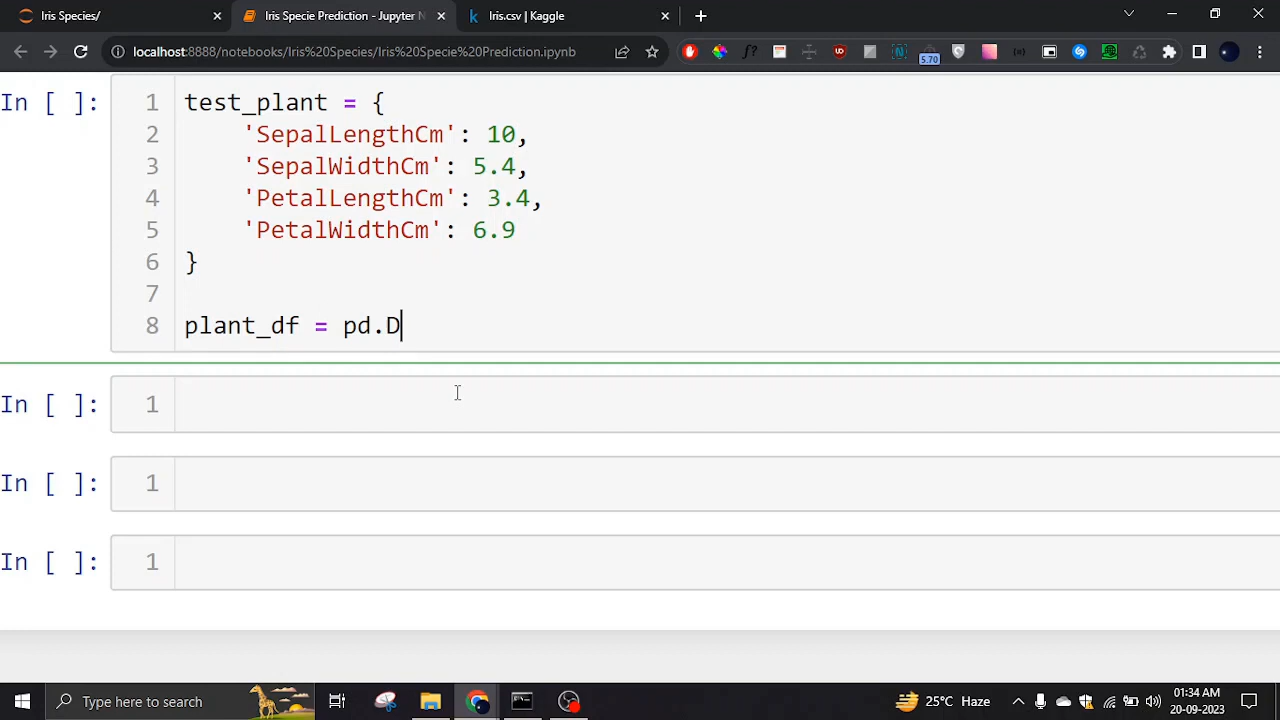 Iris Species/
Iris Specie Prediction - Jupyter N
Iris.csv | Kaggle
localhost:8888/notebooks/Iris%20Species/Iris%20Specie%20Prediction.ipynb
5.70
In [ ]:
1 test_plant = {
2 'SepalLengthCm': 10,
3 'SepalWidthCm': 5.4,
4 'PetalLengthCm': 3.4,
5 'PetalWidthCm': 6.9
6 }
7
8 plant_df = pd.D
In [ ]: 1
In [ ]: 1
In [ ]: 1
Type here to search
25°C Haze
01:34 AM
20-09-2023